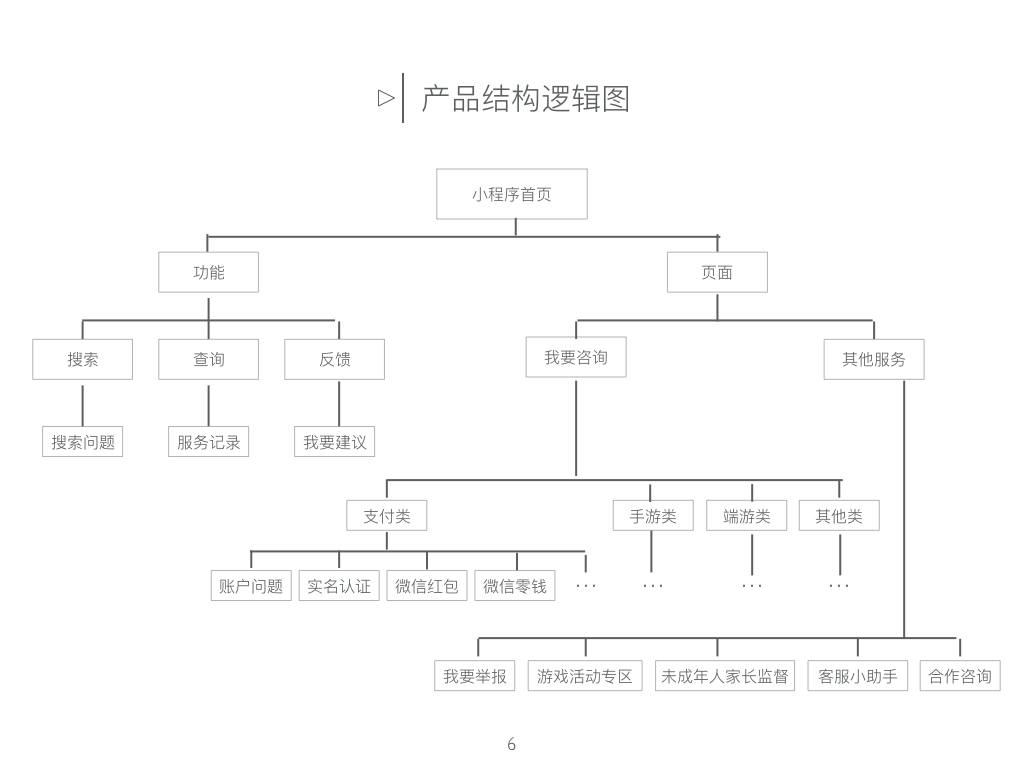 产品结构逻辑图
小程序首页
功能
页面
搜索
查询
反馈
我要咨询
其他服务
搜索问题
服务记录
我要建议
支付类
手游类
端游类
其他类
账户问题
实名认证
微信红包
微信零钱
···
···
···
···
我要举报
游戏活动专区
未成年人家长监督
客服小助手
合作咨询
6